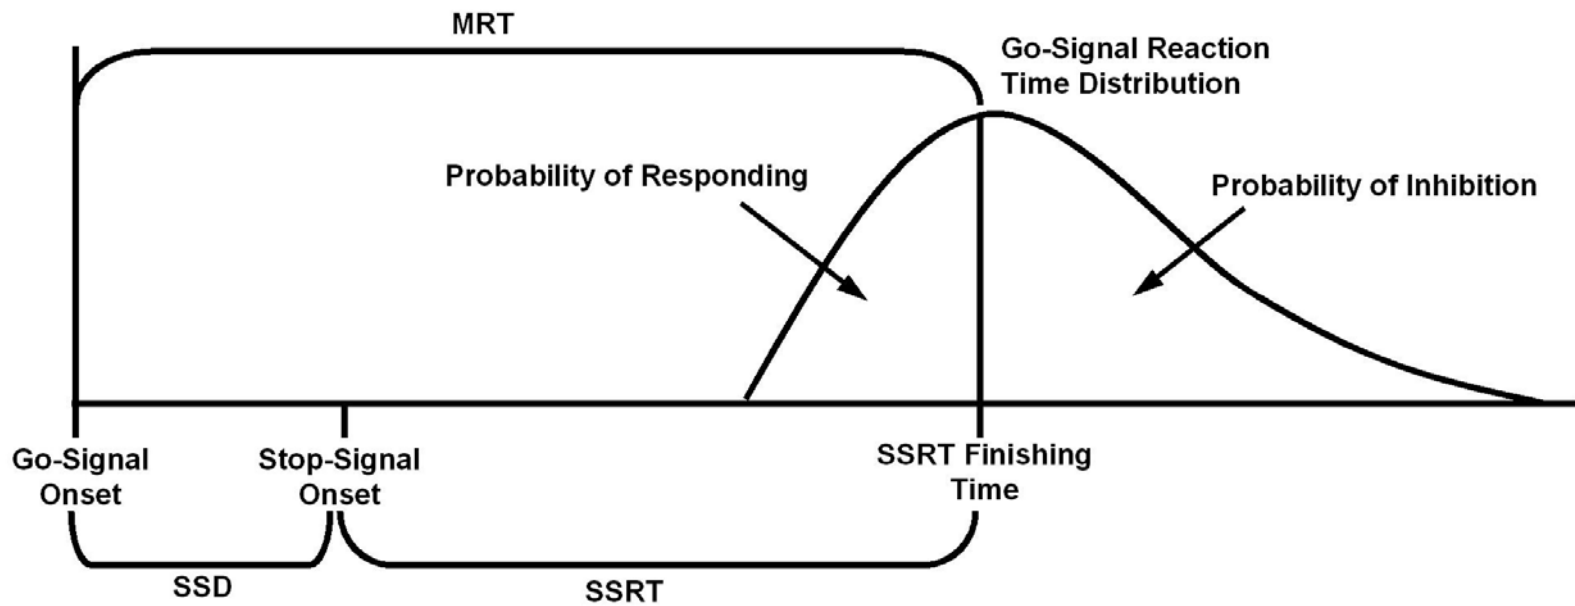 MRT
Go-Signal Reaction
Time Distribution
Probability of Responding
Probability of Inhibition
Go-Signal
Onset
Stop-Signal
Onset
SSRT Finishing
Time
SSD
SSRT